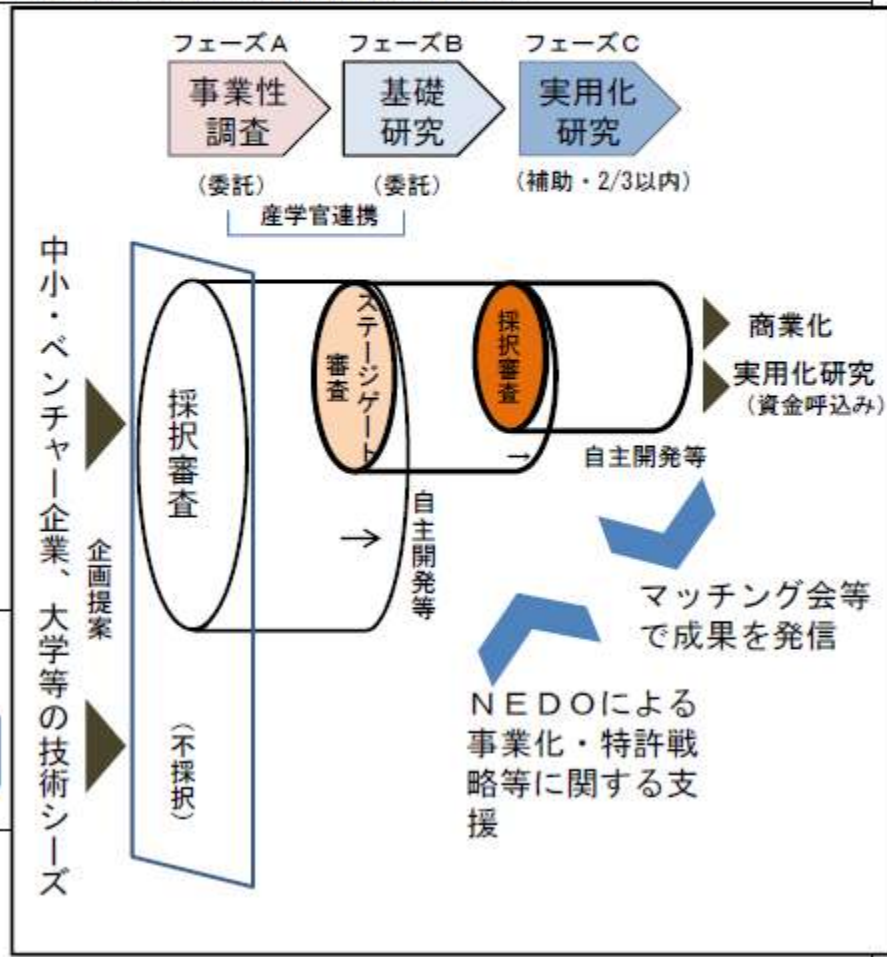 フェーズA
フェーズB
フェーズC
事業性
調査
基礎
研究
実用化
研究
（委託）
（委託）
（補助・2/3以内）
産学官連携
中小・ベンチャー企業、大学等の技術シーズ
企画提案
採択審査
（不採択）
ステージゲート
審査
採択審査
→
自主開発等
→
自主開発等
商業化
実用化研究
（資金呼込み）
マッチング会等
で成果を発信
ＮＥＤＯによる
事業化・特許戦
略等に関する支
援